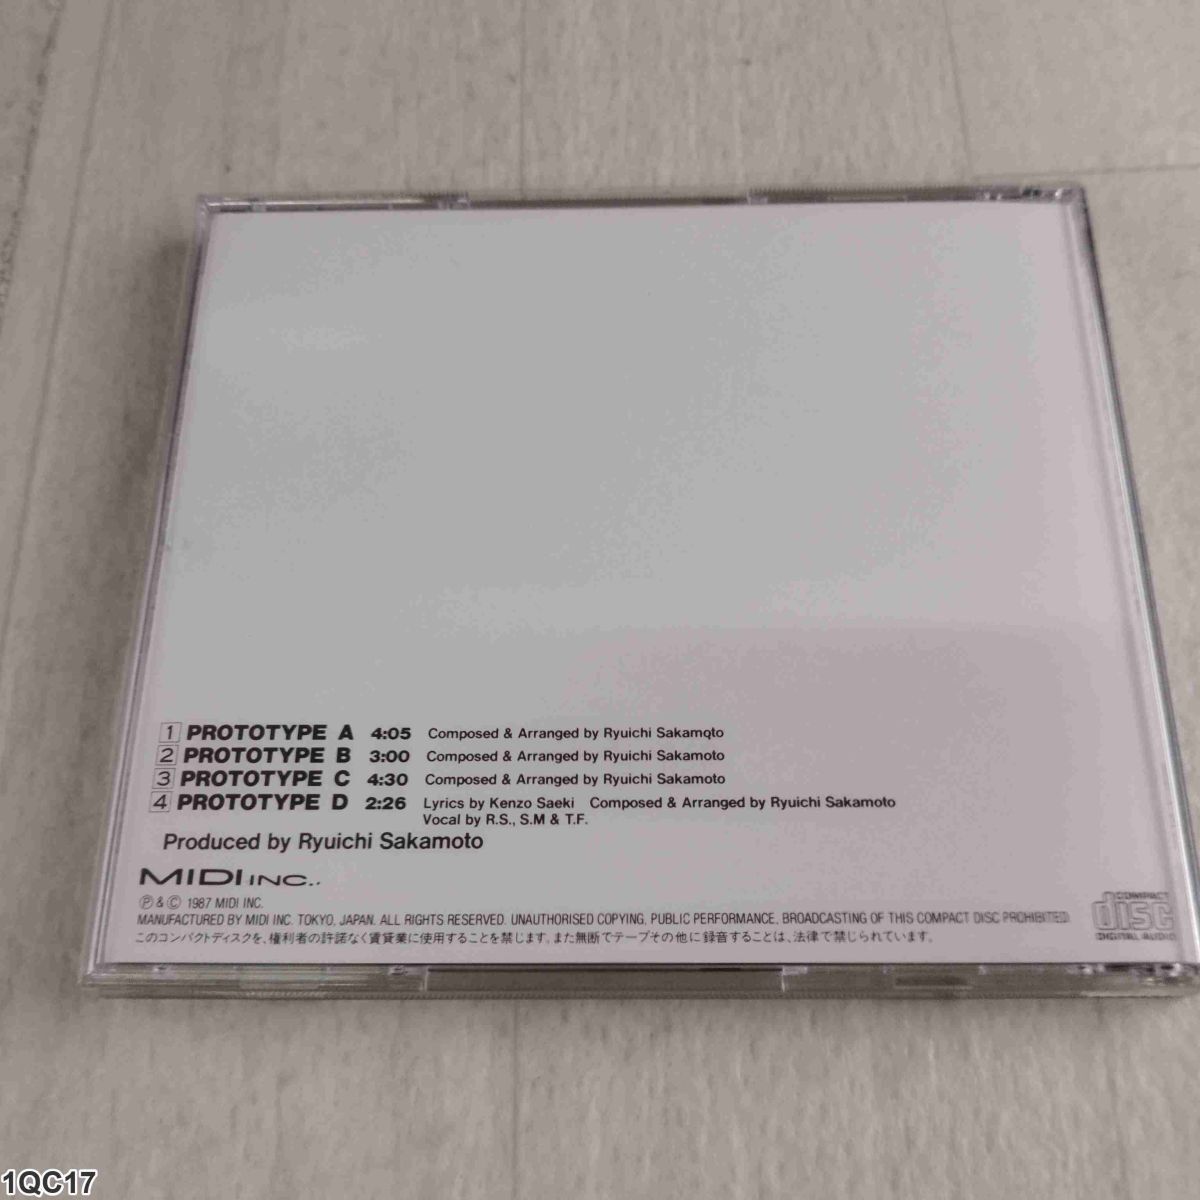 1 PROTOTYPE A 4:05 Composed & Arranged by Ryuichi Sakamoto
2 PROTOTYPE B 3:00 Composed & Arranged by Ryuichi Sakamoto
3 PROTOTYPE C 4:30 Composed & Arranged by Ryuichi Sakamoto
4 PROTOTYPE D 2:26 Lyrics by Kenzo Saeki Composed & Arranged by Ryuichi Sakamoto
Vocal by R.S., S.M & T.F.
Produced by Ryuichi Sakamoto
MIDI INC.
Ⓟ & Ⓒ 1987 MIDI INC.
MANUFACTURED BY MIDI INC. TOKYO, JAPAN. ALL RIGHTS RESERVED. UNAUTHORISED COPYING, PUBLIC PERFORMANCE, BROADCASTING OF THIS COMPACT DISC PROHIBITED.
このコンパクトディスクを、権利者の許諾なく賃貸業に使用することを禁じます。また無断でテープその他に録音することは、法律で禁じられています。
COMPACT
disc
DIGITAL AUDIO
1QC17